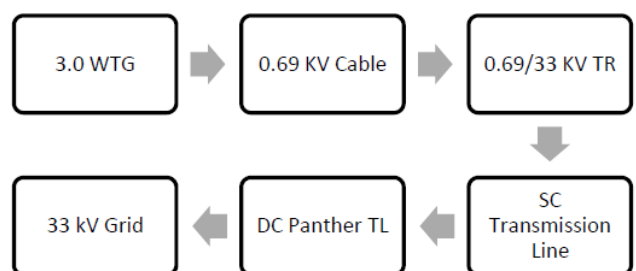 3.0 WTG
0.69 KV Cable
0.69/33 KV TR
SC
Transmission
Line
DC Panther TL
33 kV Grid